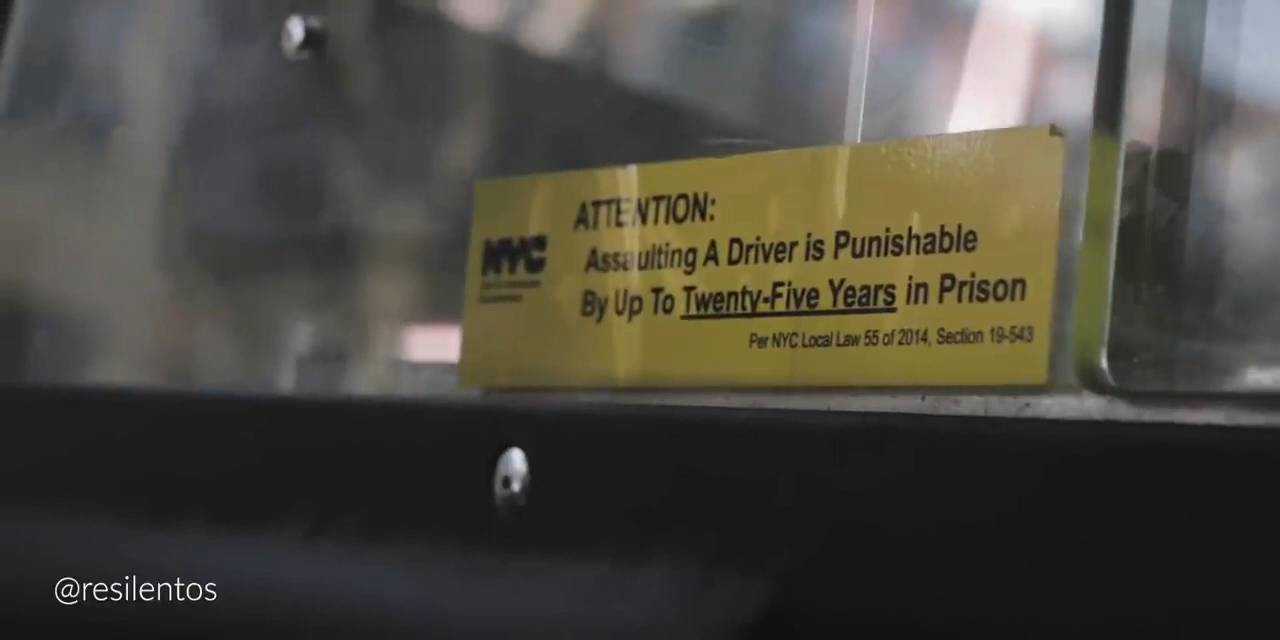 ATTENTION:
NYC
Assaulting A Driver is Punishable
By Up To Twenty-Five Years in Prison
Per NYC Local Law 55 of 2014, Section 19-543
@resilentos